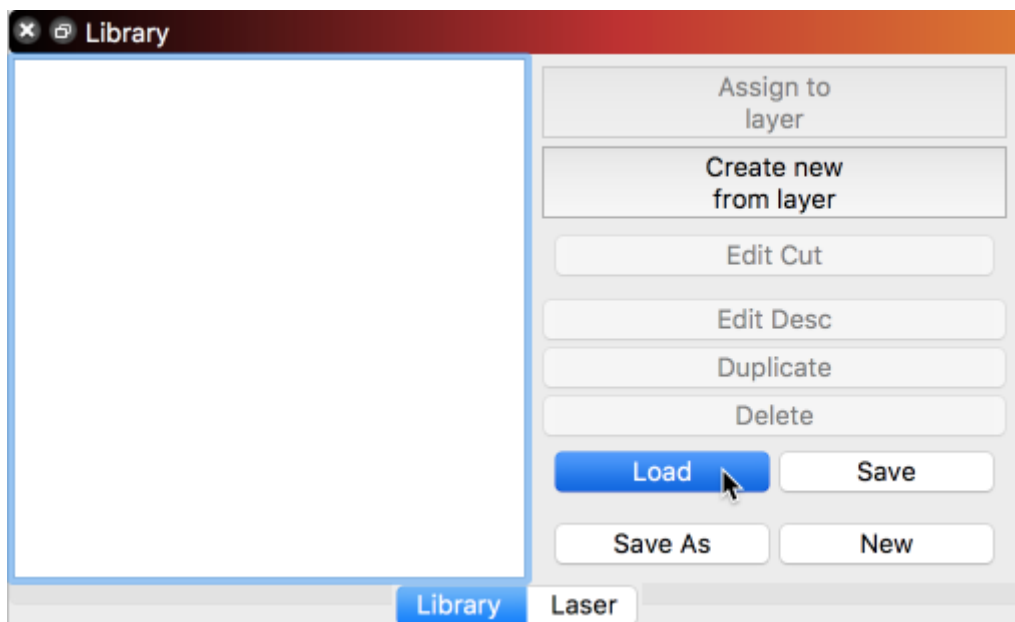 Library
Assign to
layer
Create new
from layer
Edit Cut
Edit Desc
Duplicate
Delete
Load
Save
Save As
New
Library
Laser